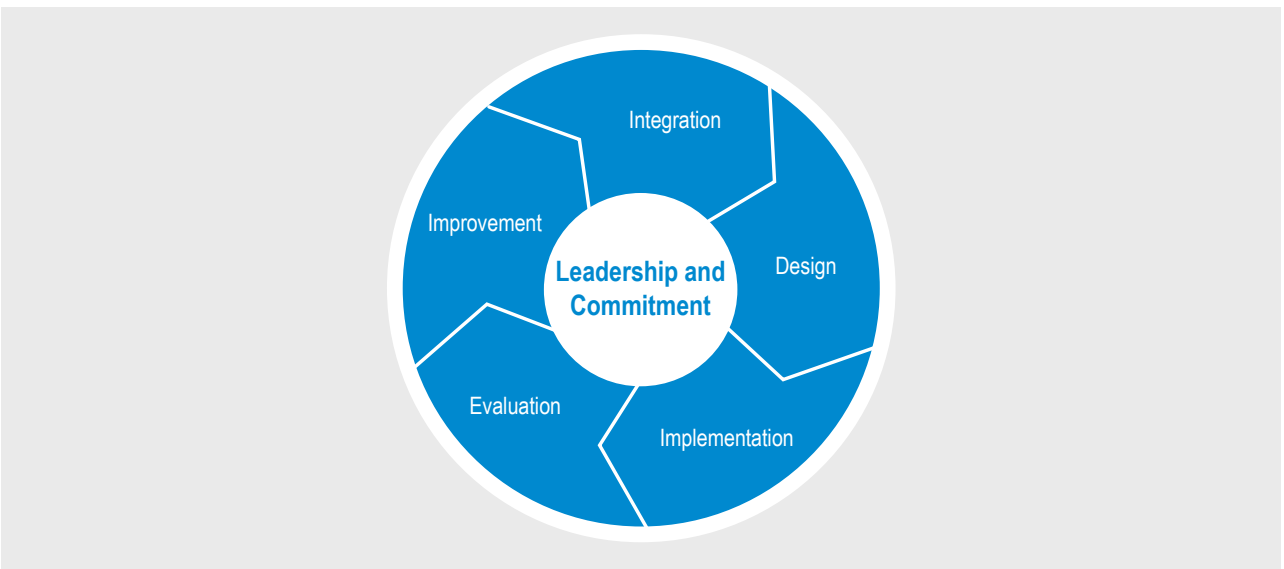 Integration
Design
Implementation
Evaluation
Improvement
Leadership and
Commitment